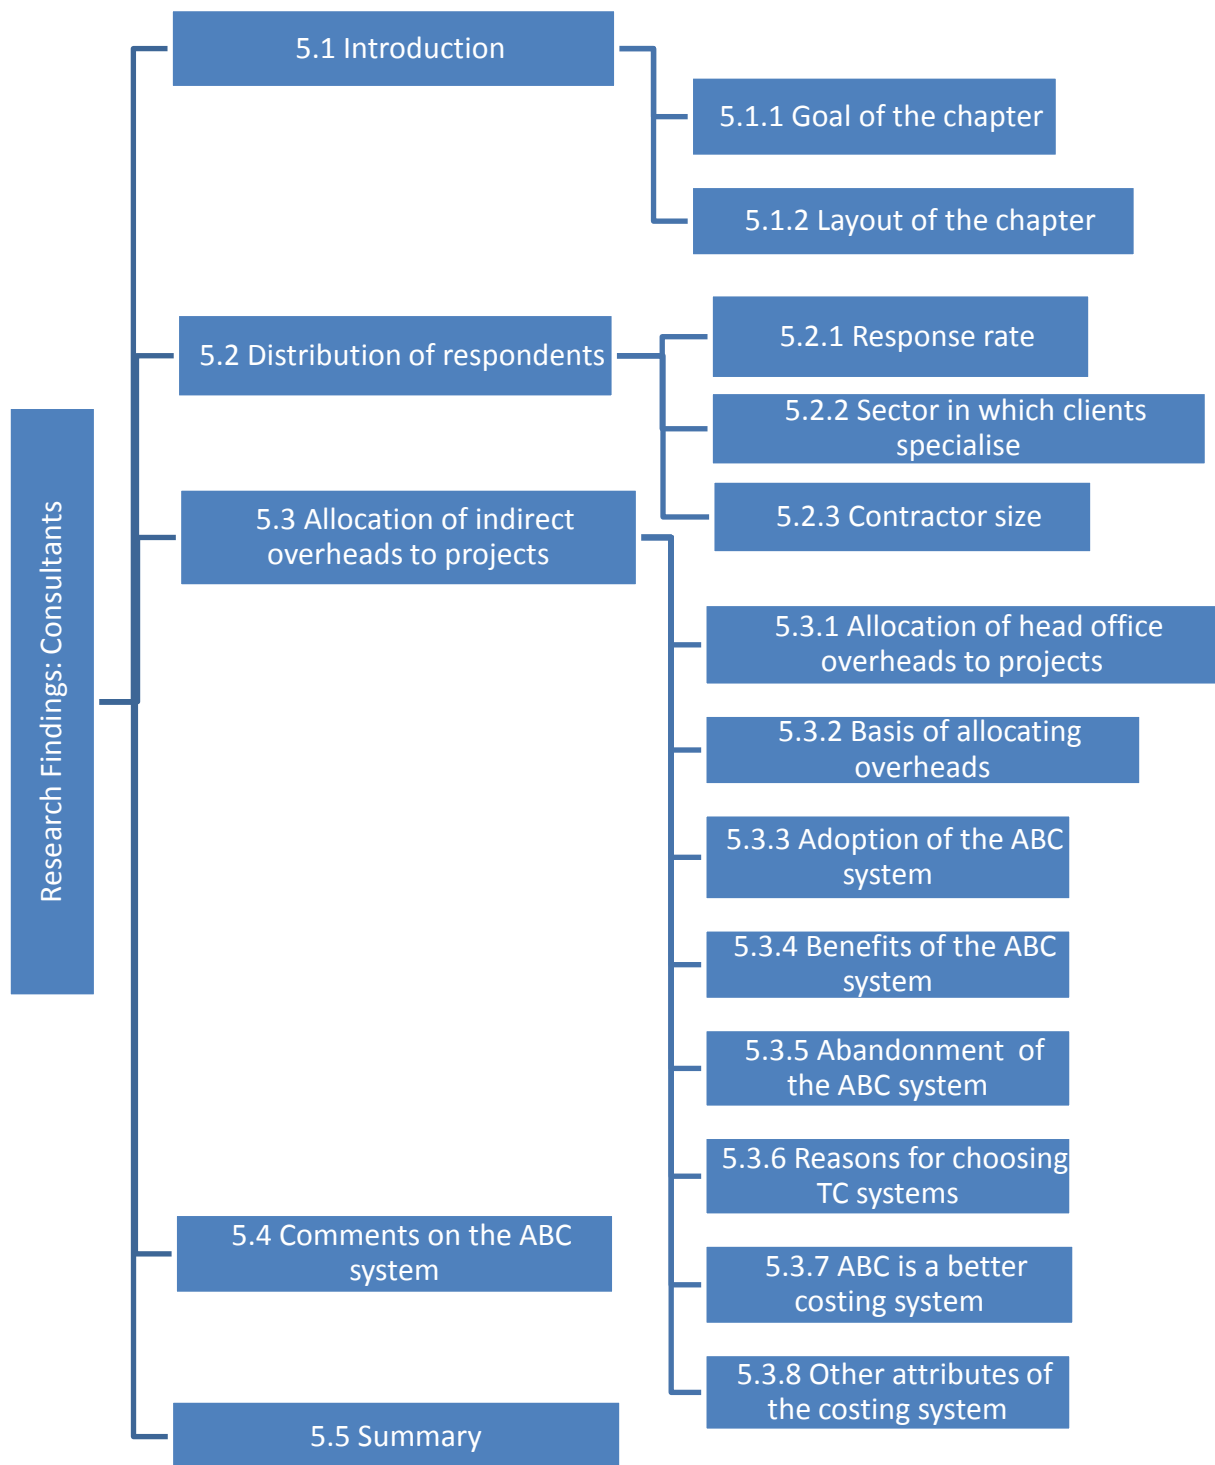 Research Findings: Consultants
5.1 Introduction
5.1.1 Goal of the chapter
5.1.2 Layout of the chapter
5.2 Distribution of respondents
5.2.1 Response rate
5.2.2 Sector in which clients
specialise
5.2.3 Contractor size
5.3 Allocation of indirect
overheads to projects
5.3.1 Allocation of head office
overheads to projects
5.3.2 Basis of allocating
overheads
5.3.3 Adoption of the ABC
system
5.3.4 Benefits of the ABC
system
5.3.5 Abandonment  of
the ABC system
5.3.6 Reasons for choosing
TC systems
5.3.7 ABC is a better
costing system
5.3.8 Other attributes of
the costing system
5.4 Comments on the ABC
system
5.5 Summary